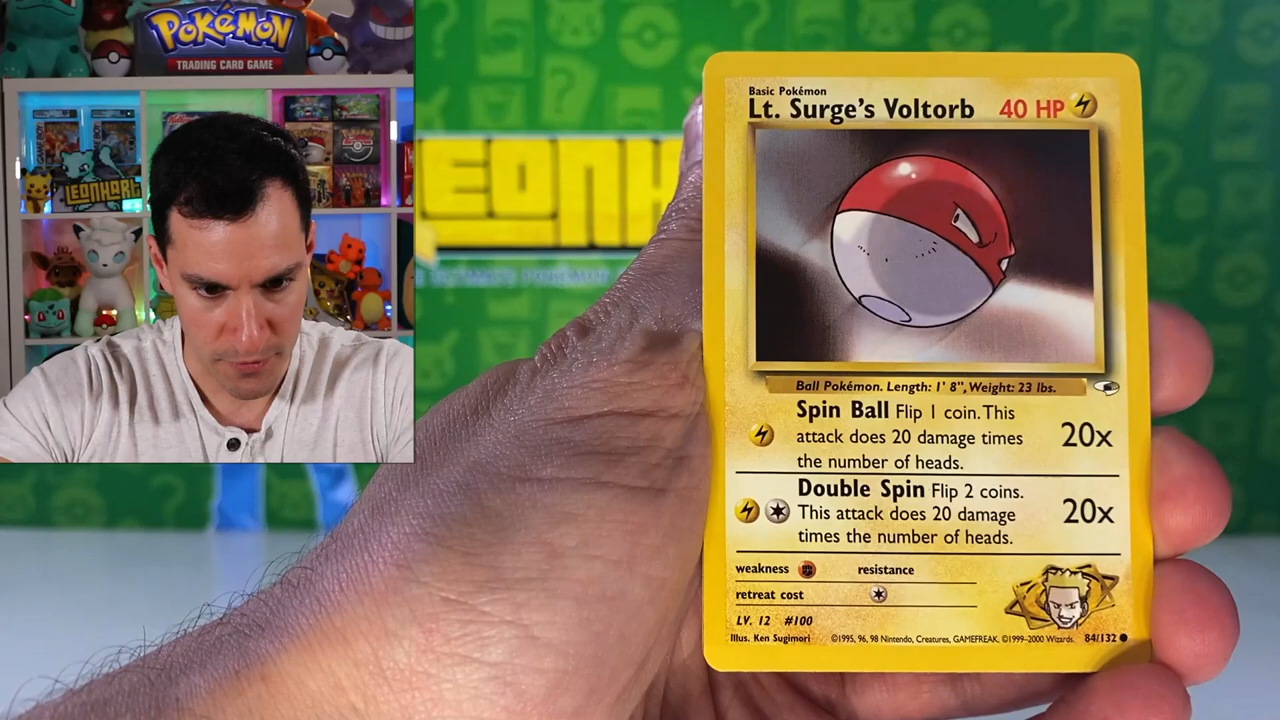 POKéMON
TRADING CARD GAME
LEONHART
EONH
Basic Pokémon
Lt. Surge's Voltorb 40 HP
Ball Pokémon. Length: 1' 8", Weight: 23 lbs.
Spin Ball Flip 1 coin. This
attack does 20 damage times
the number of heads.
20x
Double Spin Flip 2 coins.
This attack does 20 damage
times the number of heads.
20x
weakness resistance
retreat cost
LV. 12 #100
Illus. Ken Sugimori ©1995, 96, 98 Nintendo, Creatures, GAMEFREAK. ©1999-2000 Wizards. 84/132